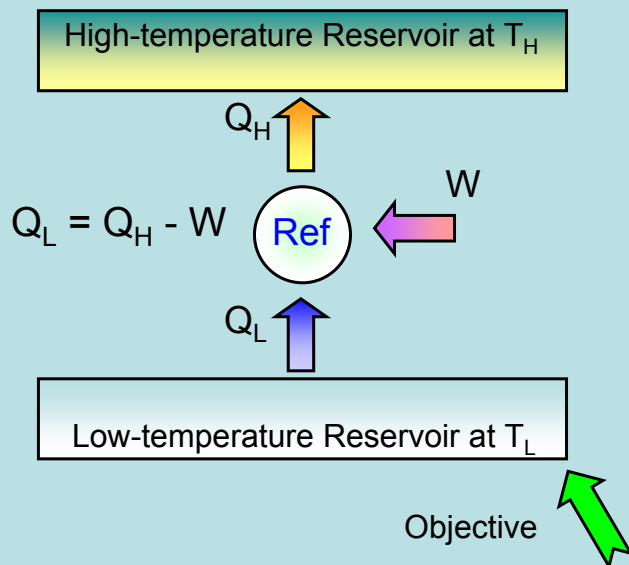 High-temperature Reservoir at T_H
Q_H
W
Q_L = Q_H - W
Ref
Q_L
Low-temperature Reservoir at T_L
Objective